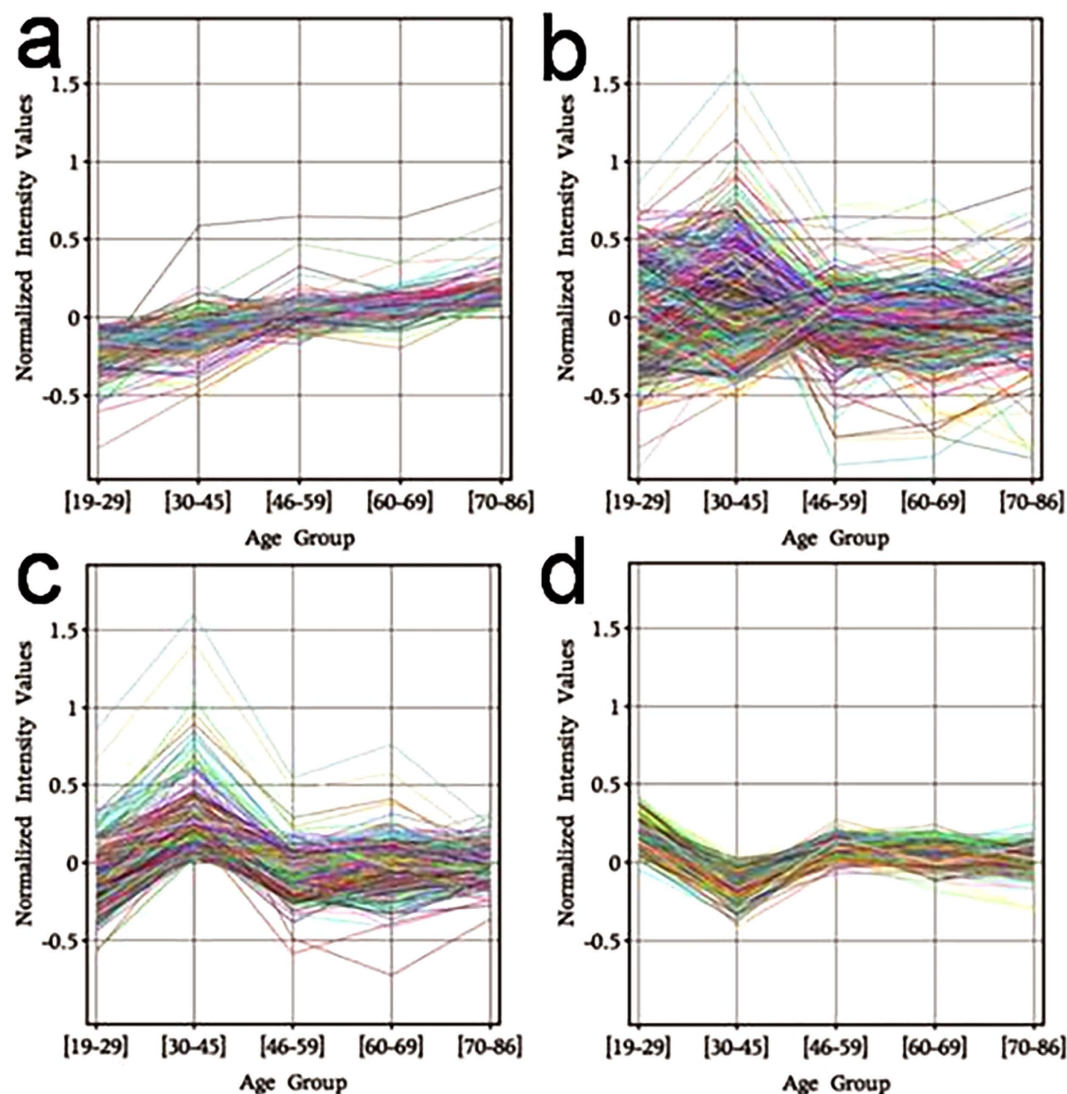 a
Normalized Intensity Values
1.5
1
0.5
0
-0.5
[19-29] [30-45] [46-59] [60-69] [70-86]
Age Group
b
Normalized Intensity Values
1.5
1
0.5
0
-0.5
[19-29] [30-45] [46-59] [60-69] [70-86]
Age Group
c
Normalized Intensity Values
1.5
1
0.5
0
-0.5
[19-29] [30-45] [46-59] [60-69] [70-86]
Age Group
d
Normalized Intensity Values
1.5
1
0.5
0
-0.5
[19-29] [30-45] [46-59] [60-69] [70-86]
Age Group